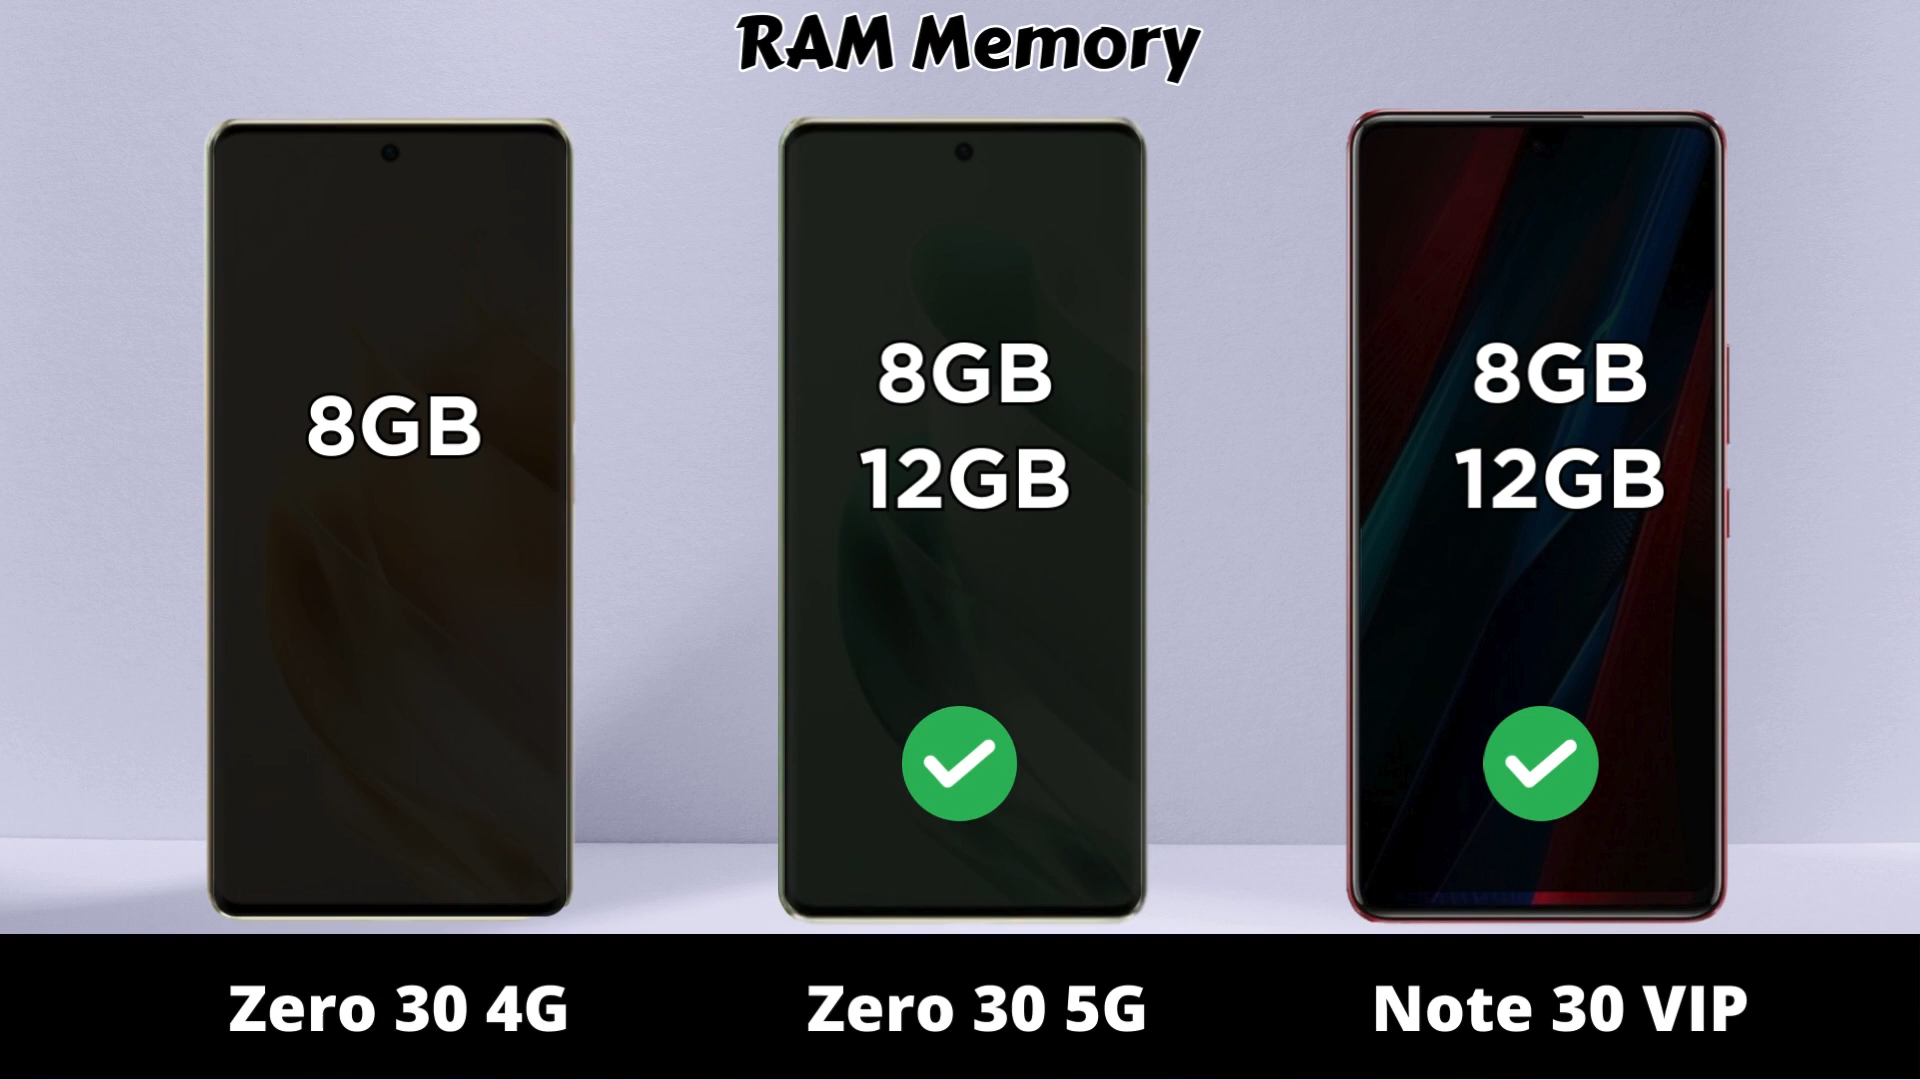 RAM Memory
8GB
8GB
12GB
8GB
12GB
Zero 30 4G
Zero 30 5G
Note 30 VIP